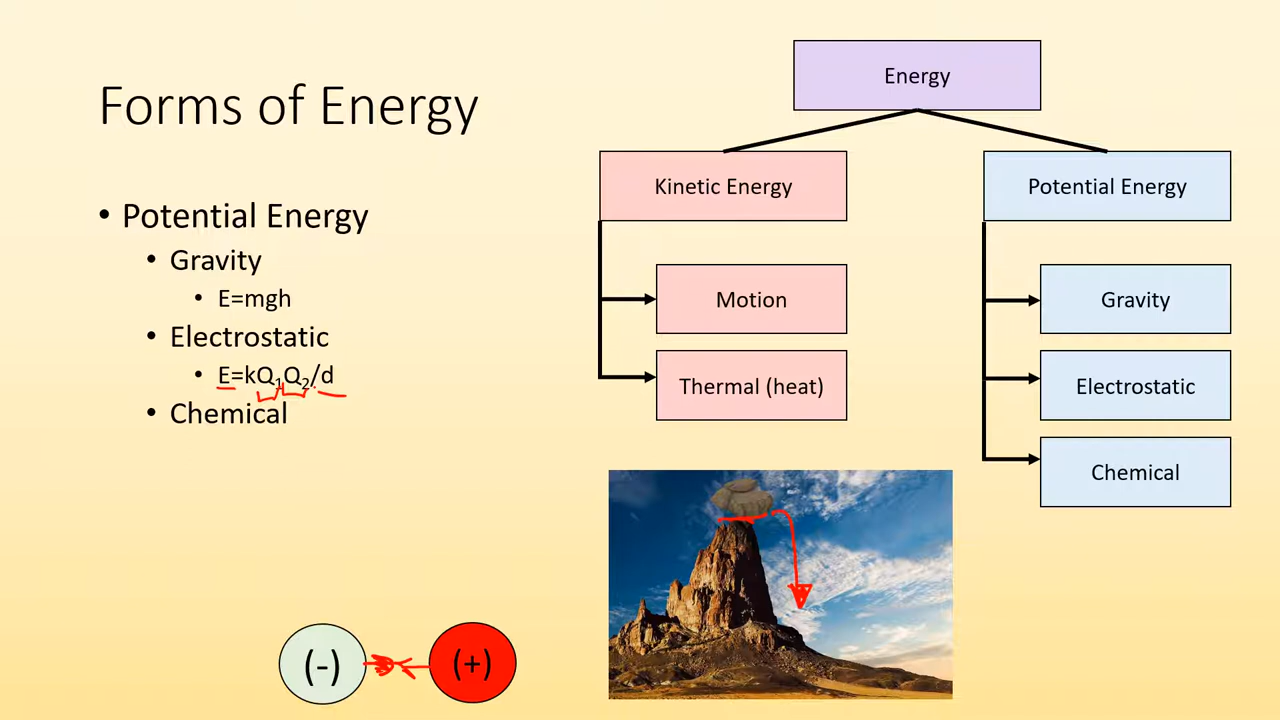 Forms of Energy
• Potential Energy
• Gravity
• E=mgh
• Electrostatic
• E=kQ₁Q₂/d
• Chemical
Energy
Kinetic Energy
Potential Energy
Motion
Thermal (heat)
Gravity
Electrostatic
Chemical
(-)
(+)